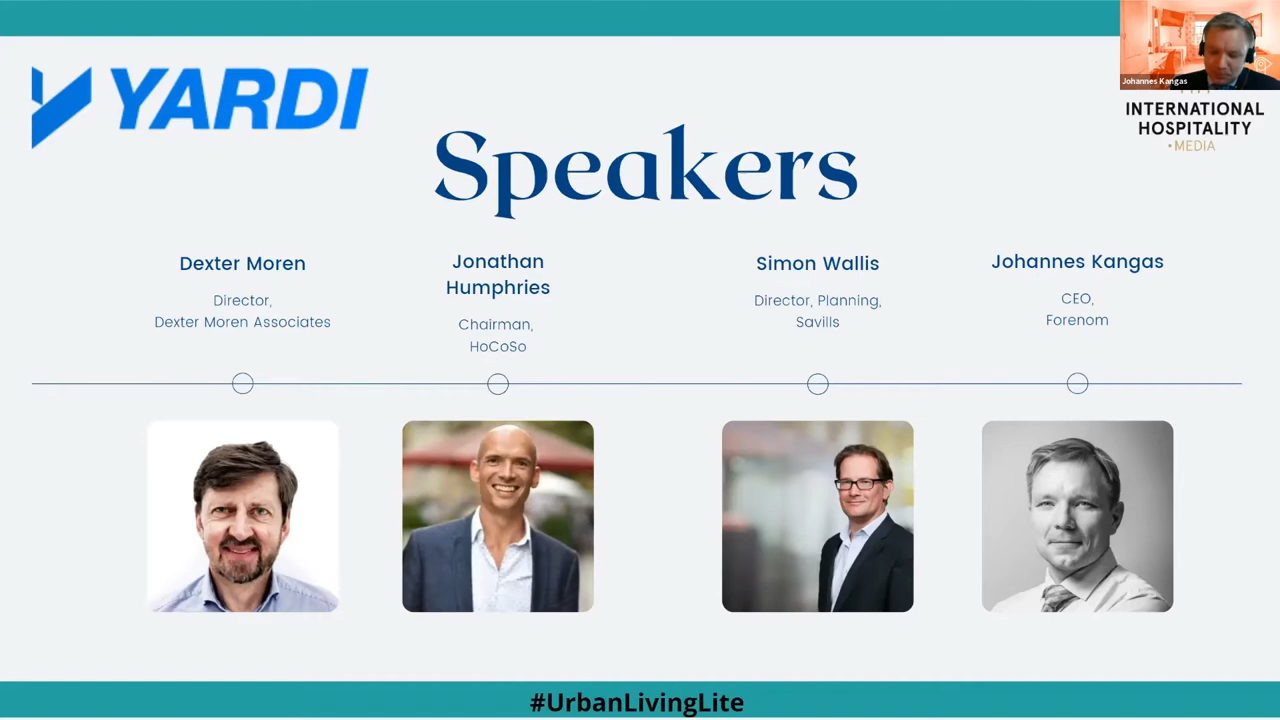 YARDI
Johannes Kangas
INTERNATIONAL
HOSPITALITY
•MEDIA
Speakers
Dexter Moren
Director,
Dexter Moren Associates
Jonathan
Humphries
Chairman,
HoCoSo
Simon Wallis
Director, Planning,
Savills
Johannes Kangas
CEO,
Forenom
#UrbanLivingLite